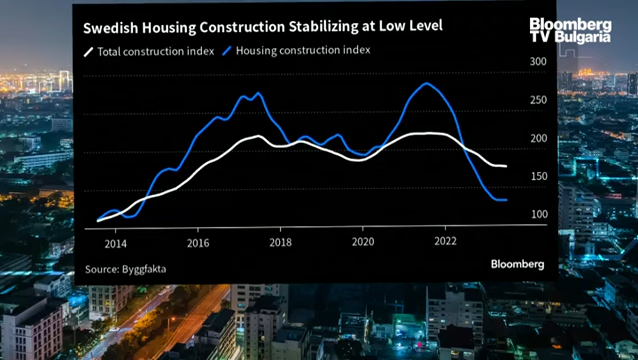 Swedish Housing Construction Stabilizing at Low Level
Total construction index Housing construction index
Bloomberg
TV Bulgaria
300
250
200
150
100
2014 2016 2018 2020 2022
Source: Byggfakta
Bloomberg